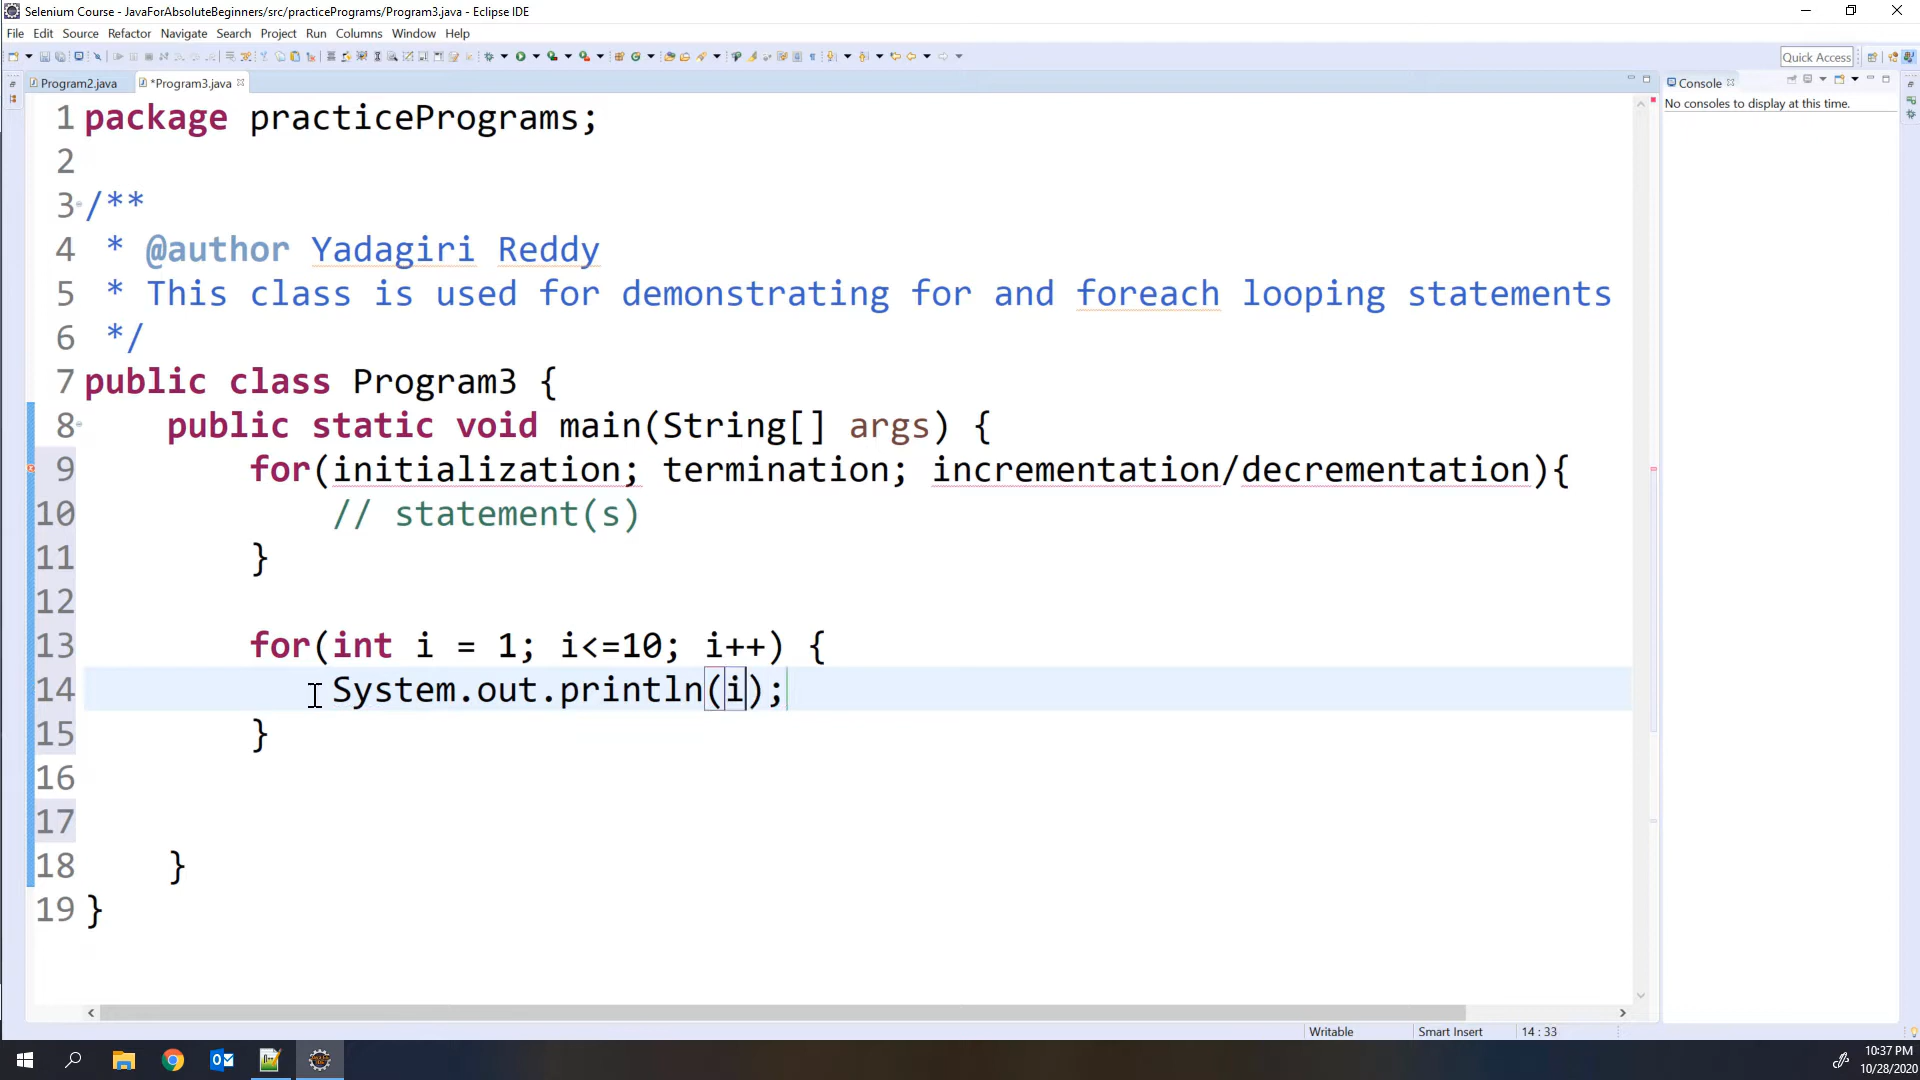 Selenium Course - JavaForAbsoluteBeginners/src/practicePrograms/Program3.java - Eclipse IDE
File Edit Source Refactor Navigate Search Project Run Columns Window Help
Quick Access
Program2.java *Program3.java Console
No consoles to display at this time.
1 package practicePrograms;
2
3 /**
4 * @author Yadagiri Reddy
5 * This class is used for demonstrating for and foreach looping statements
6 */
7 public class Program3 {
8 public static void main(String[] args) {
9 for(initialization; termination; incrementation/decrementation){
10 // statement(s)
11 }
12
13 for(int i = 1; i<=10; i++) {
14 System.out.println(i);
15 }
16
17
18 }
19 }
Writable Smart Insert 14 : 33
10:37 PM
10/28/2020